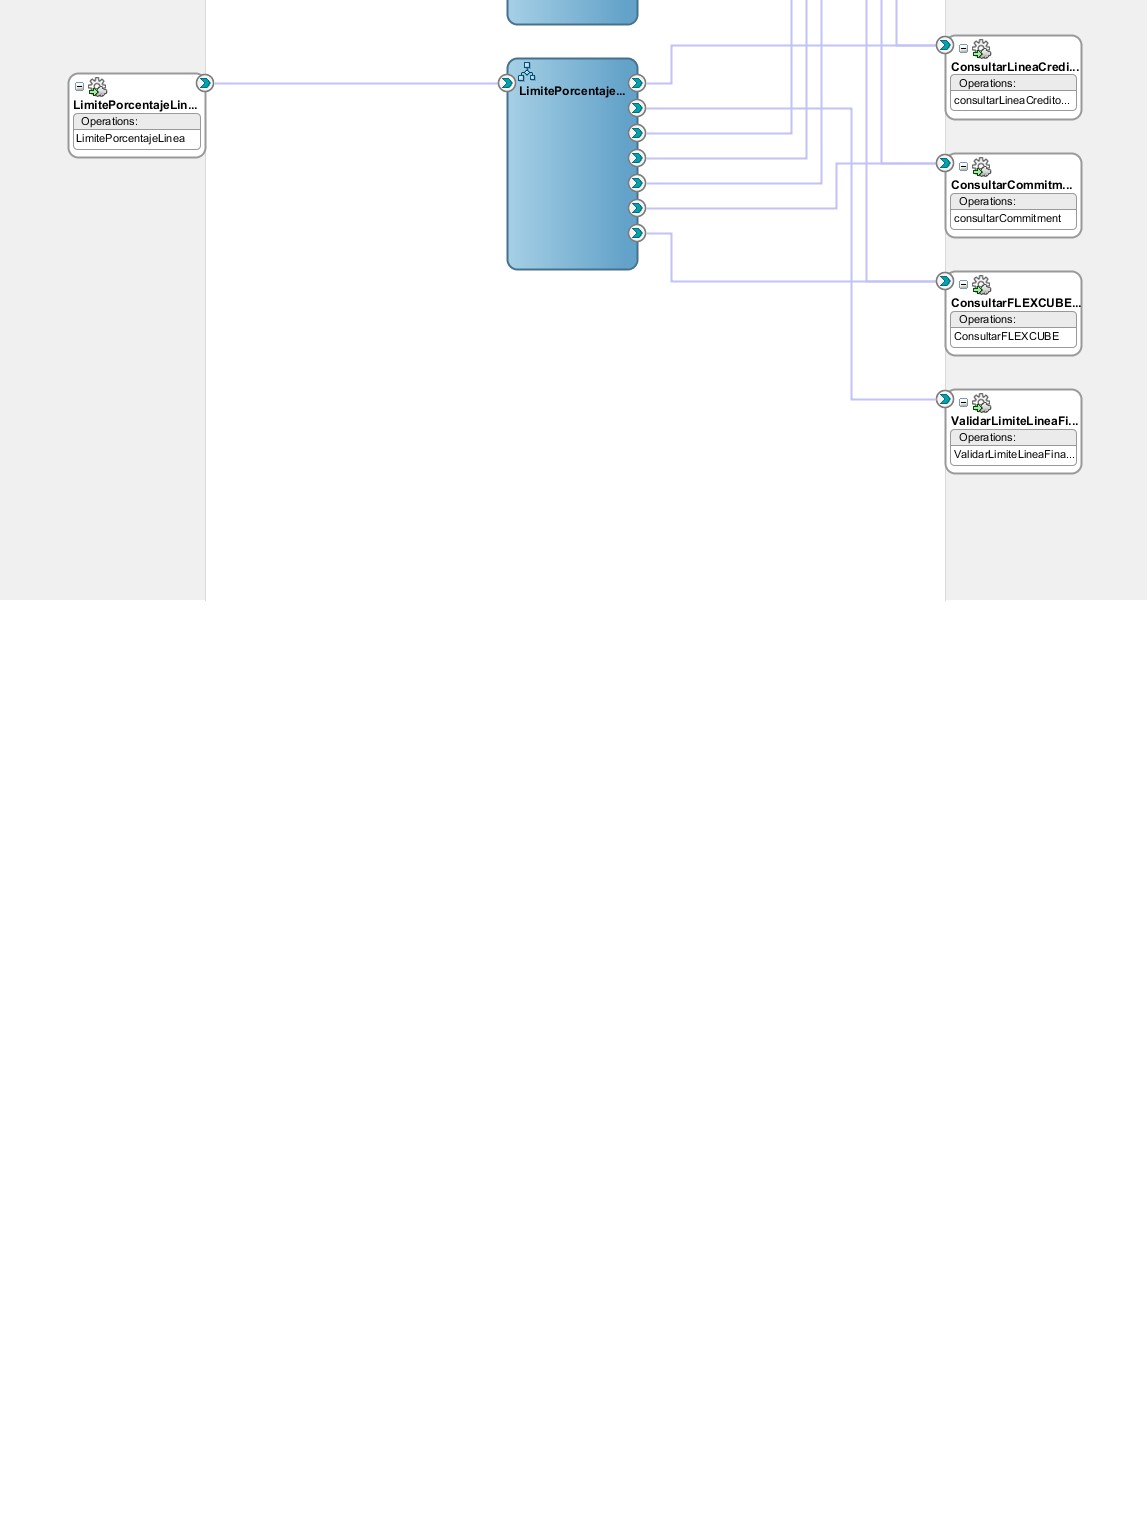 LimitePorcentajeLin...
Operations:
LimitePorcentajeLinea
LimitePorcentaje...
ConsultarLineaCredi...
Operations:
consultarLineaCredito...
ConsultarCommitm...
Operations:
consultarCommitment
ConsultarFLEXCUBE...
Operations:
ConsultarFLEXCUBE
ValidarLimiteLineaFi...
Operations:
ValidarLimiteLineaFina...